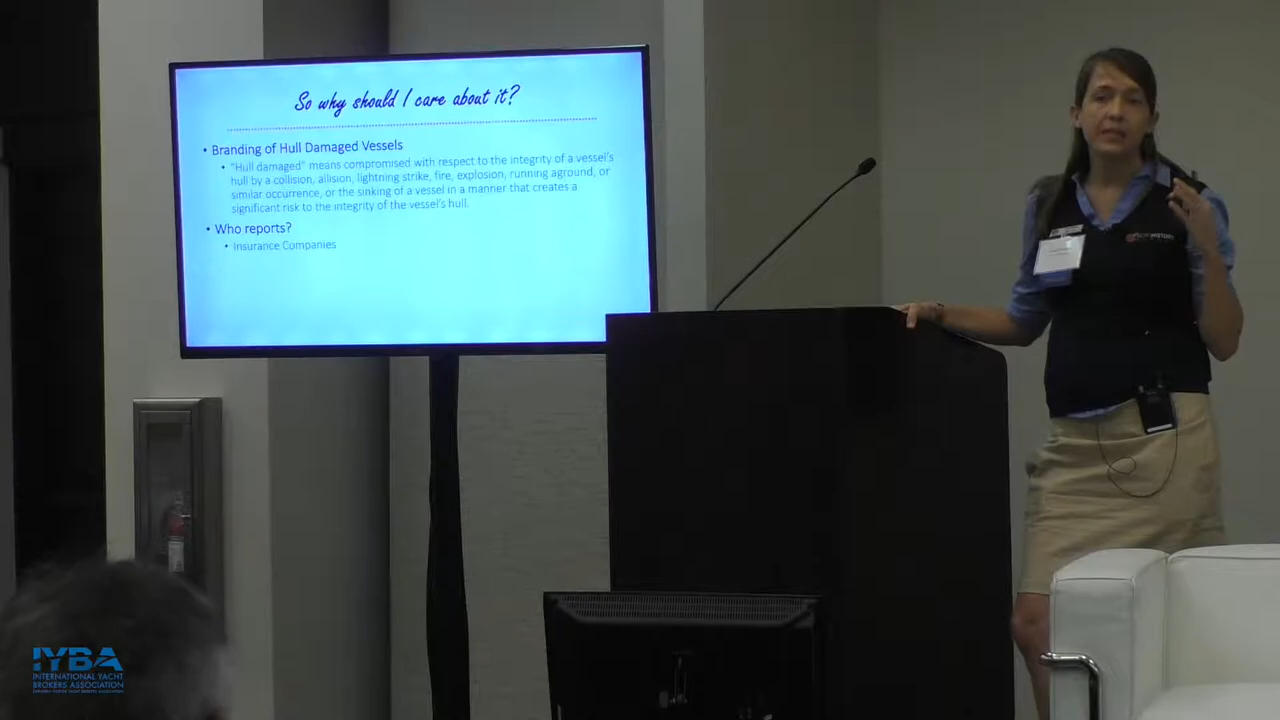 So why should I care about it?
• Branding of Hull Damaged Vessels
• "Hull damaged" means compromised with respect to the integrity of a vessel's
hull by a collision, allision, lightning strike, fire, explosion, running aground, or
similar occurrence, or the sinking of a vessel in a manner that creates a
significant risk to the integrity of the vessel's hull.
• Who reports?
• Insurance Companies
IYBA
INTERNATIONAL YACHT
BROKERS ASSOCIATION